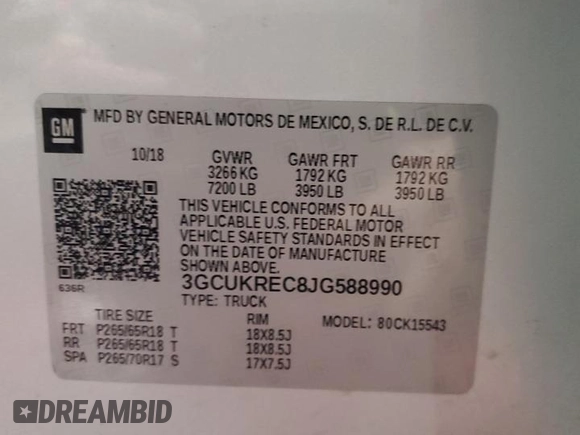 GM
MFD BY GENERAL MOTORS DE MEXICO, S. DE R.L. DE C.V.
10/18 GVWR GAWR FRT GAWR RR
3266 KG 1792 KG 1792 KG
7200 LB 3950 LB 3950 LB
THIS VEHICLE CONFORMS TO ALL
APPLICABLE U.S. FEDERAL MOTOR
VEHICLE SAFETY STANDARDS IN EFFECT
ON THE DATE OF MANUFACTURE
SHOWN ABOVE.
636R
3GCUKREC8JG588990
TYPE: TRUCK
TIRE SIZE RIM MODEL: 80CK15543
FRT P265/65R18 T 18X8.5J
RR P265/65R18 T 18X8.5J
SPA P265/70R17 S 17X7.5J
DREAMBID